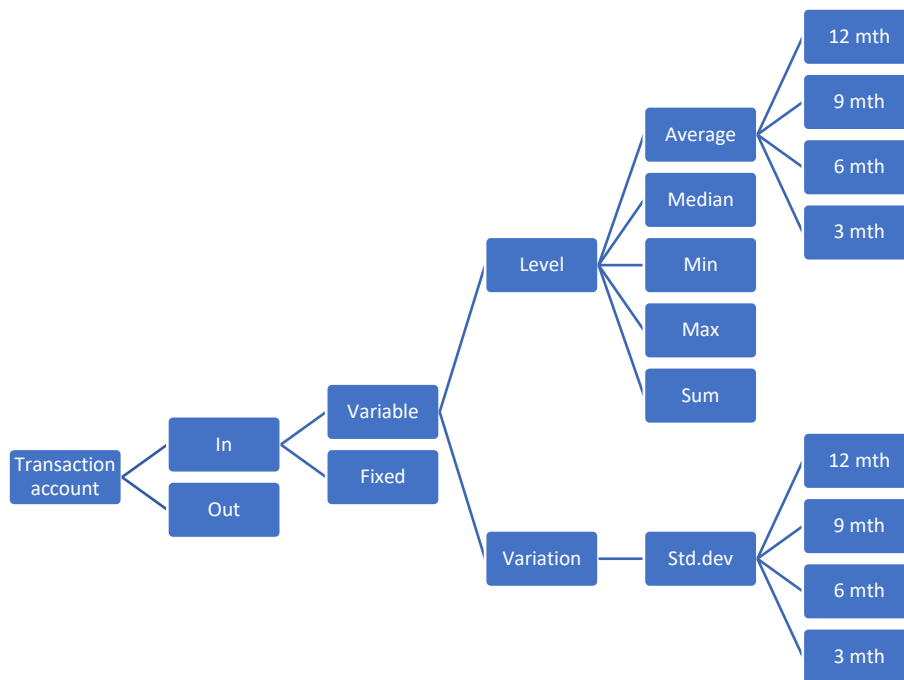 12 mth
9 mth
Average
6 mth
Median
3 mth
Level
Min
Max
Sum
Variable
In
12 mth
Transaction
account
Fixed
Out
9 mth
Variation
Std.dev
6 mth
3 mth